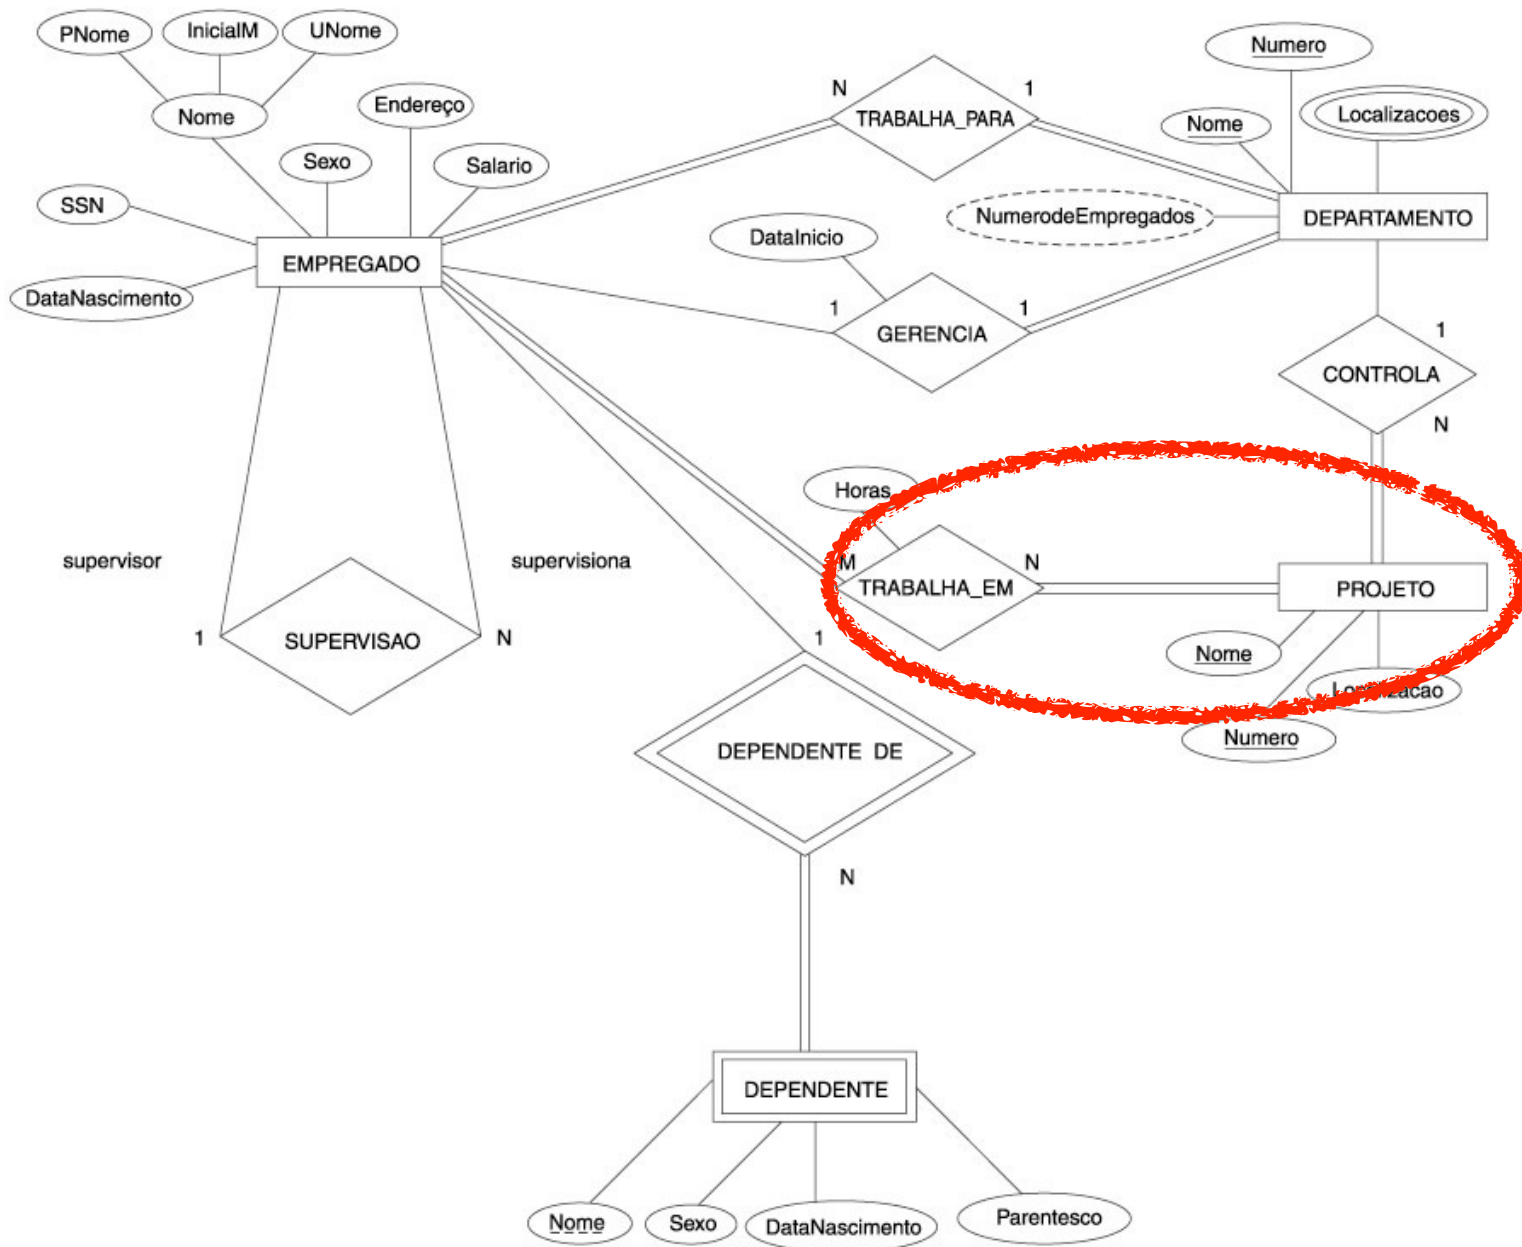 PNome
InicialM
UNome
Nome
Endereço
Sexo
Salario
SSN
DataNascimento
EMPREGADO
N
TRABALHA_PARA
1
Numero
Nome
Localizacoes
NumerodeEmpregados
DEPARTAMENTO
DataInicio
1
GERENCIA
1
1
CONTROLA
N
Horas
M
TRABALHA_EM
N
PROJETO
Nome
Localizacao
Numero
supervisor
supervisiona
1
SUPERVISAO
N
1
DEPENDENTE DE
N
DEPENDENTE
Nome
Sexo
DataNascimento
Parentesco